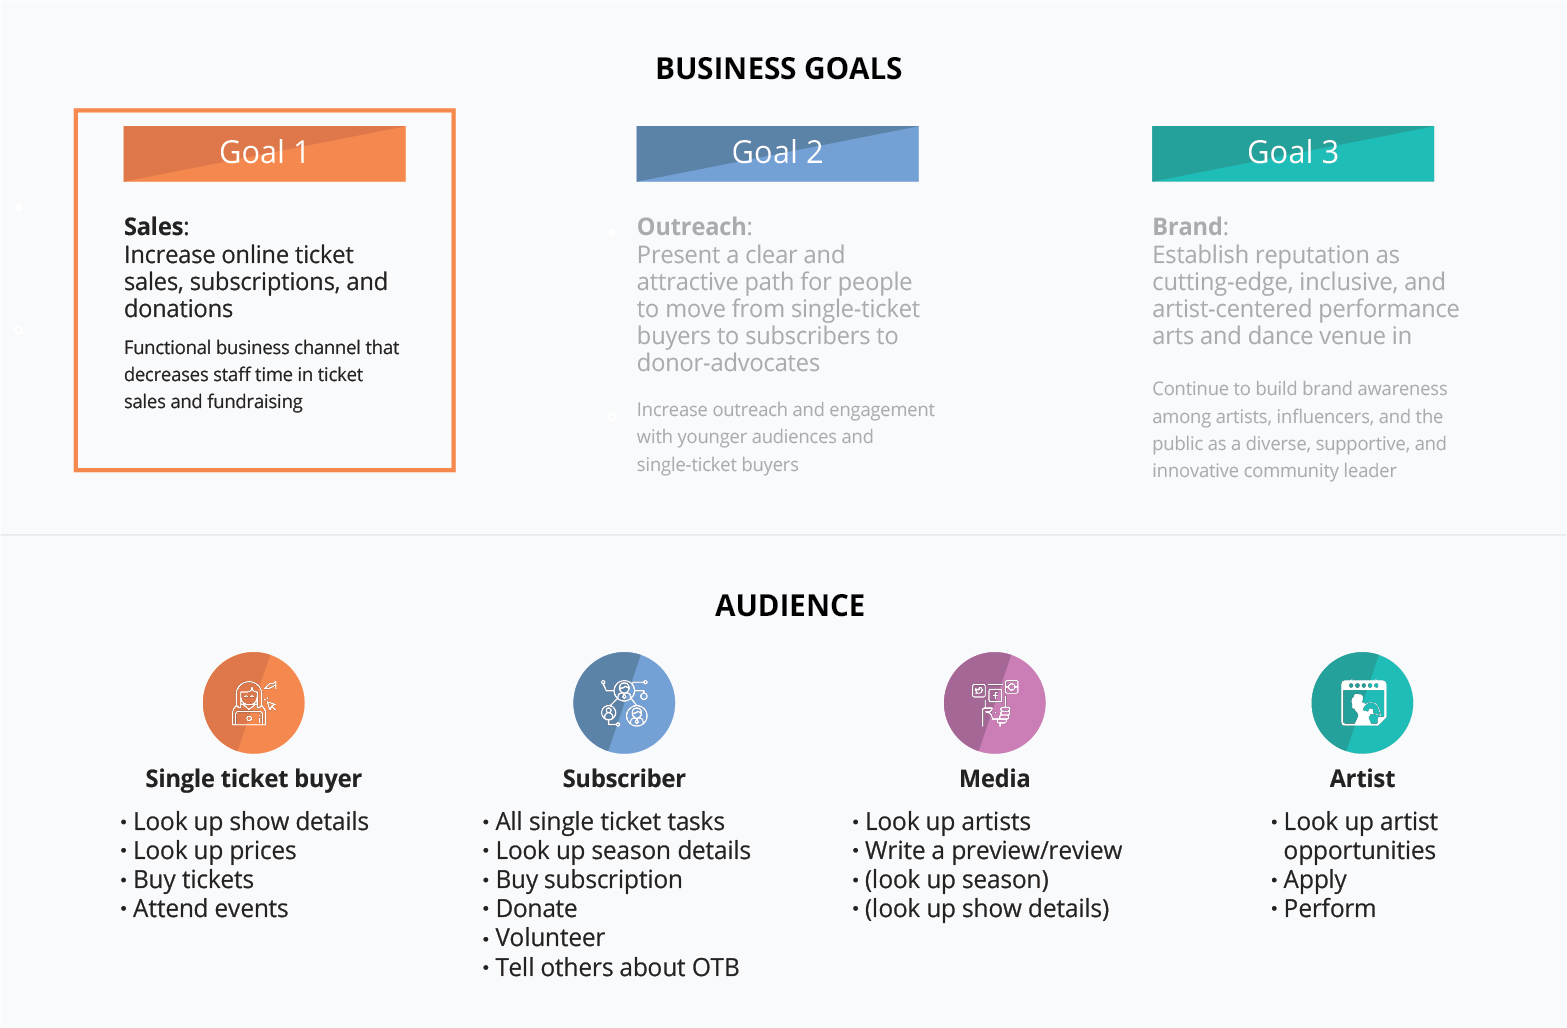 BUSINESS GOALS
Goal 1
Sales:
Increase online ticket
sales, subscriptions, and
donations
Functional business channel that
decreases staff time in ticket
sales and fundraising
Goal 2
Outreach:
Present a clear and
attractive path for people
to move from single-ticket
buyers to subscribers to
donor-advocates
Increase outreach and engagement
with younger audiences and
single-ticket buyers
Goal 3
Brand:
Establish reputation as
cutting-edge, inclusive, and
artist-centered performance
arts and dance venue in
Continue to build brand awareness
among artists, influencers, and the
public as a diverse, supportive, and
innovative community leader
AUDIENCE
Single ticket buyer
• Look up show details
• Look up prices
• Buy tickets
• Attend events
Subscriber
• All single ticket tasks
• Look up season details
• Buy subscription
• Donate
• Volunteer
• Tell others about OTB
Media
• Look up artists
• Write a preview/review
• (look up season)
• (look up show details)
Artist
• Look up artist
opportunities
• Apply
• Perform